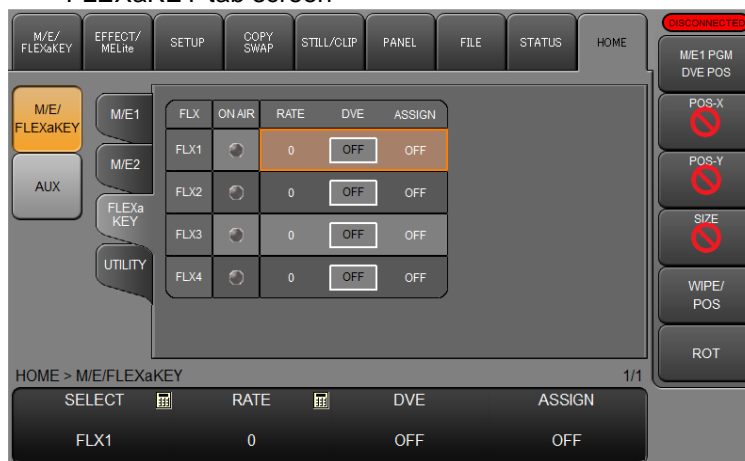 FLEXaKEY tab screen
M/E/
FLEXaKEY
EFFECT/
MELite
SETUP
COPY
SWAP
STILL/CLIP
PANEL
FILE
STATUS
HOME
DISCONNECTED
M/E1 PGM
DVE POS
POS-X
POS-Y
SIZE
WIPE/
POS
ROT
M/E/
FLEXaKEY
AUX
M/E1
M/E2
FLEXa
KEY
UTILITY
FLX ON AIR RATE DVE ASSIGN
FLX1 0 OFF OFF
FLX2 0 OFF OFF
FLX3 0 OFF OFF
FLX4 0 OFF OFF
HOME > M/E/FLEXaKEY 1/1
SELECT RATE DVE ASSIGN
FLX1 0 OFF OFF